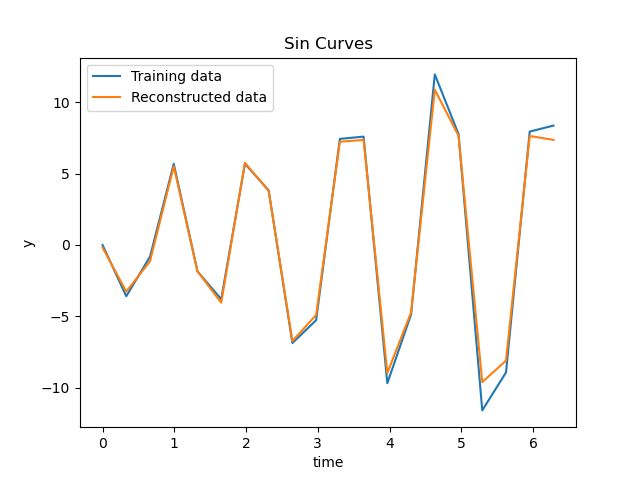 Sin Curves
Training data
Reconstructed data
10
5
0
−5
−10
y
0 1 2 3 4 5 6
time